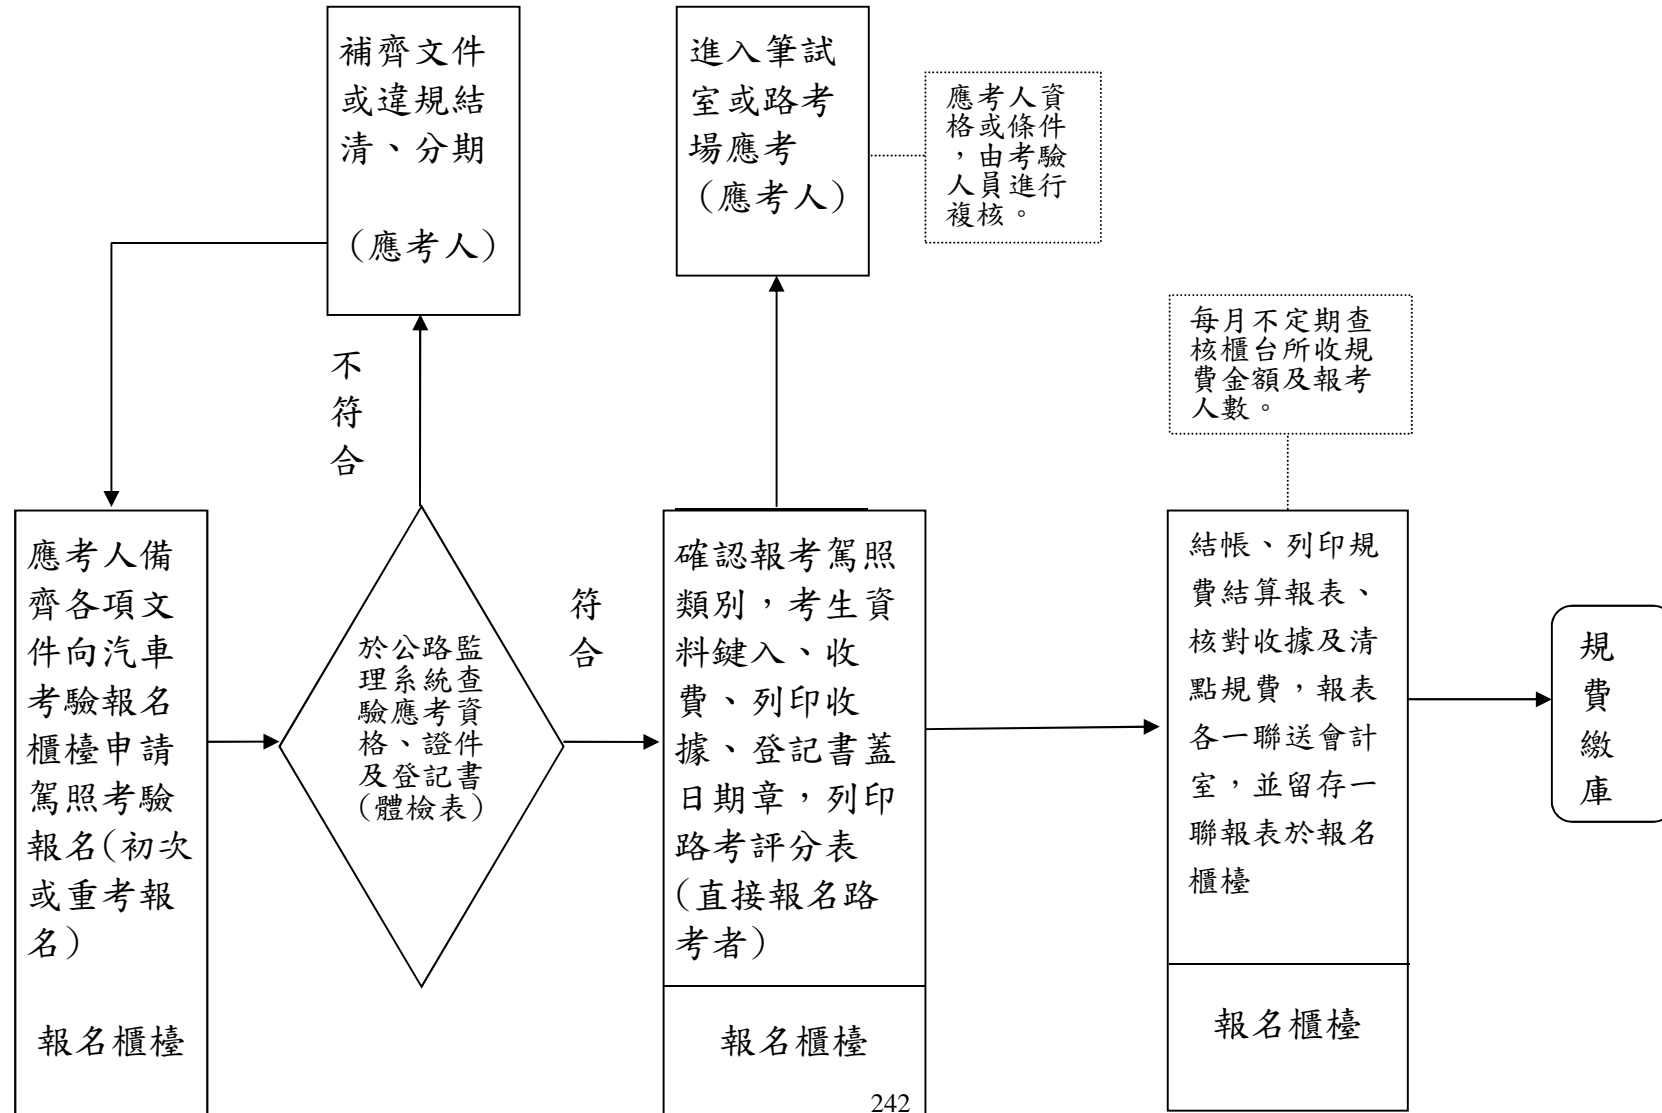 補齊文件
或違規結
清、分期
（應考人）
進入筆試
室或路考
場應考
（應考人）
應考人資
格或條件
，由考驗
人員進行
複核。
每月不定期查
核櫃台所收規
費金額及報考
人數。
不
符
合
應考人備
齊各項文
件向汽車
考驗報名
櫃檯申請
駕照考驗
報名(初次
或重考報
名)
報名櫃檯
於公路監
理系統查
驗應考資
格、證件
及登記書
(體檢表)
符
合
確認報考駕照
類別，考生資
料鍵入、收
費、列印收
據、登記書蓋
日期章，列印
路考評分表
(直接報名路
考者)
報名櫃檯
結帳、列印規
費結算報表、
核對收據及清
點規費，報表
各一聯送會計
室，並留存一
聯報表於報名
櫃檯
報名櫃檯
規
費
繳
庫
242